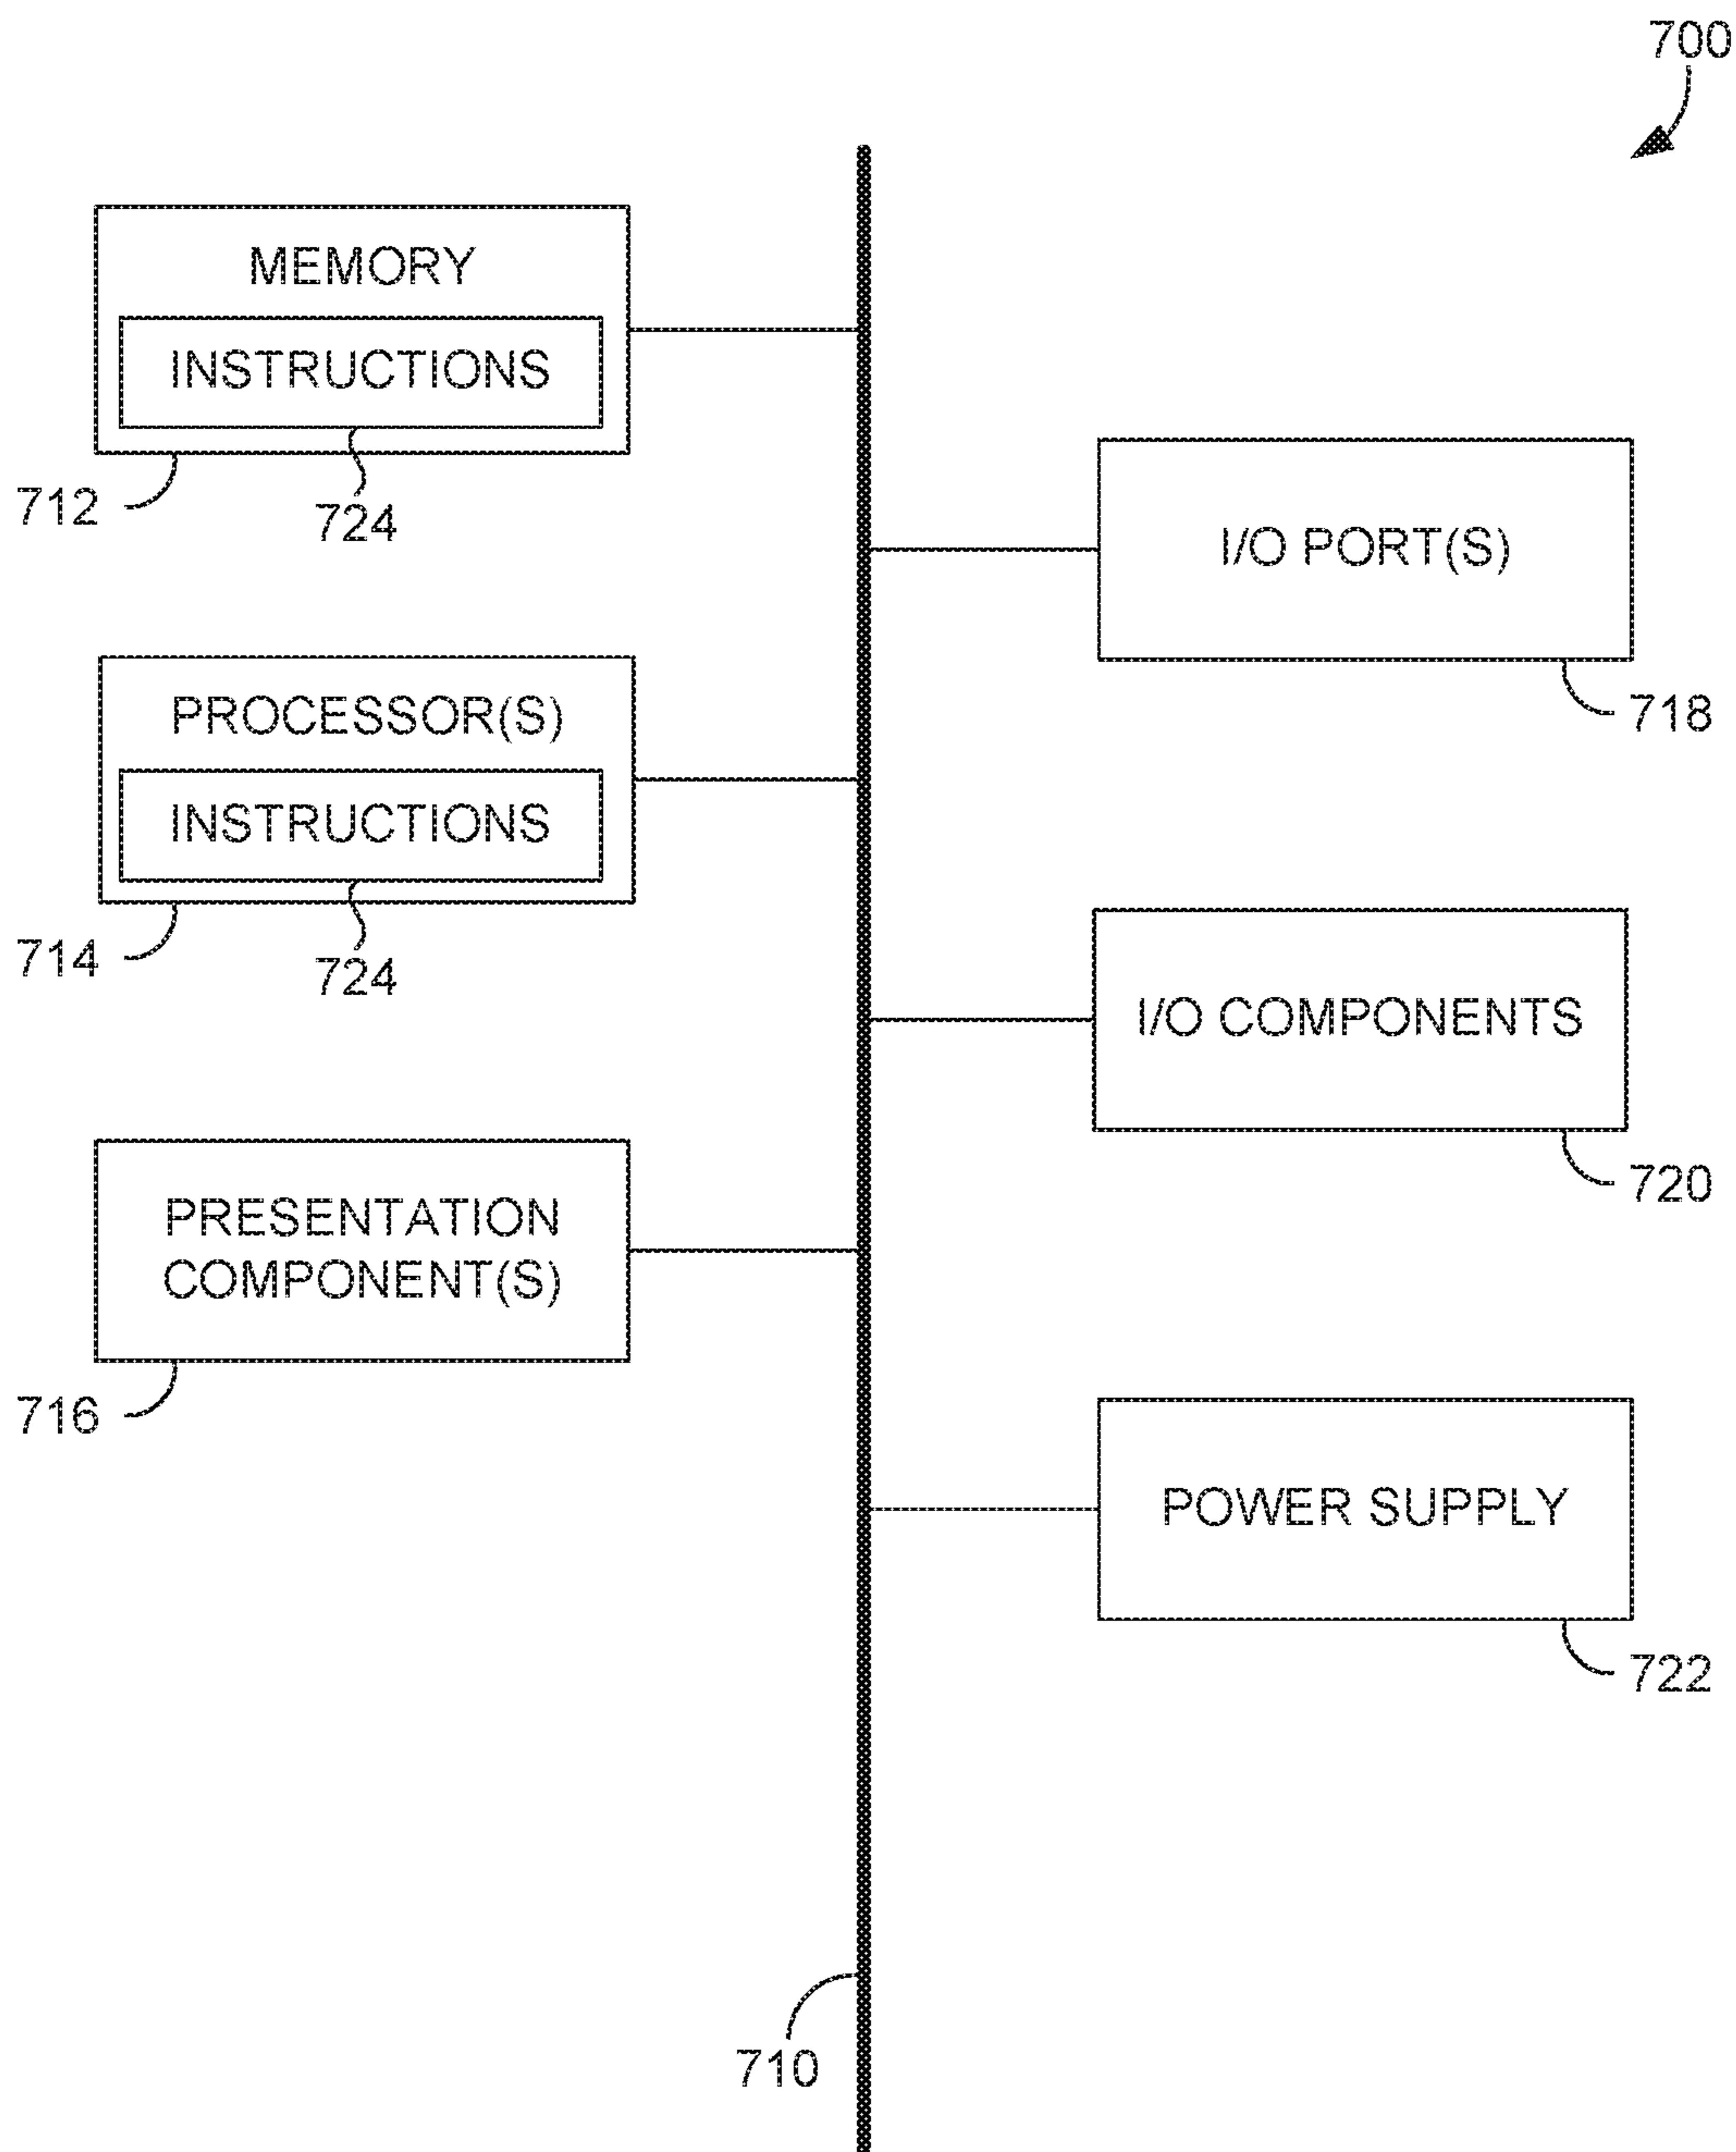 700
MEMORY
INSTRUCTIONS
712
724
I/O PORT(S)
718
PROCESSOR(S)
INSTRUCTIONS
714
724
I/O COMPONENTS
720
PRESENTATION
COMPONENT(S)
716
POWER SUPPLY
722
710